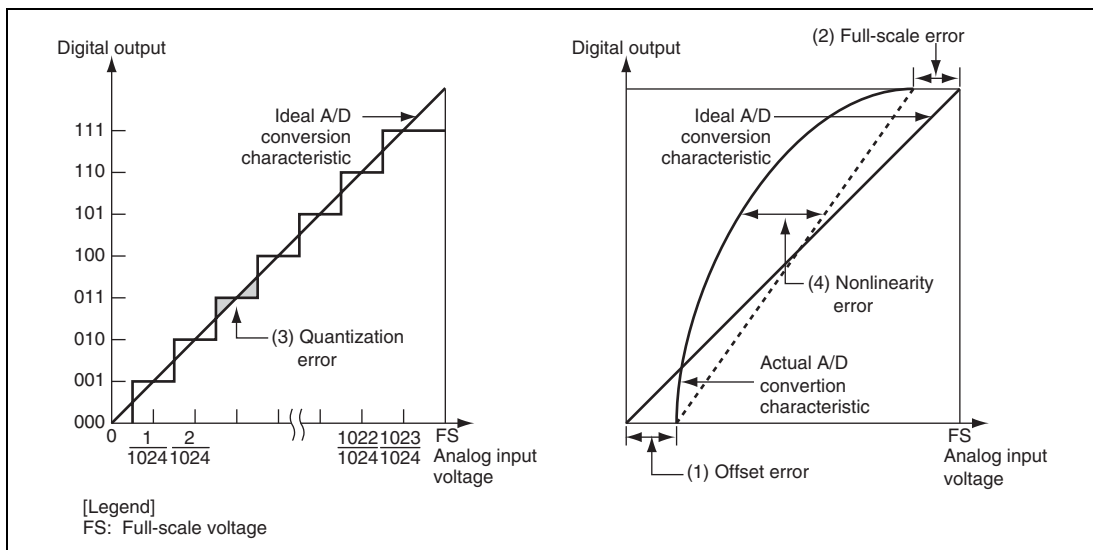 Digital output
Ideal A/D
conversion
characteristic
111
110
101
100
011
010
001
000
(3) Quantization
error
0
1
1024
2
1024
1022
1024
1023
1024
FS
Analog input
voltage
[Legend]
FS: Full-scale voltage
Digital output
(2) Full-scale error
Ideal A/D
conversion
characteristic
(4) Nonlinearity
error
Actual A/D
convertion
characteristic
(1) Offset error
FS
Analog input
voltage